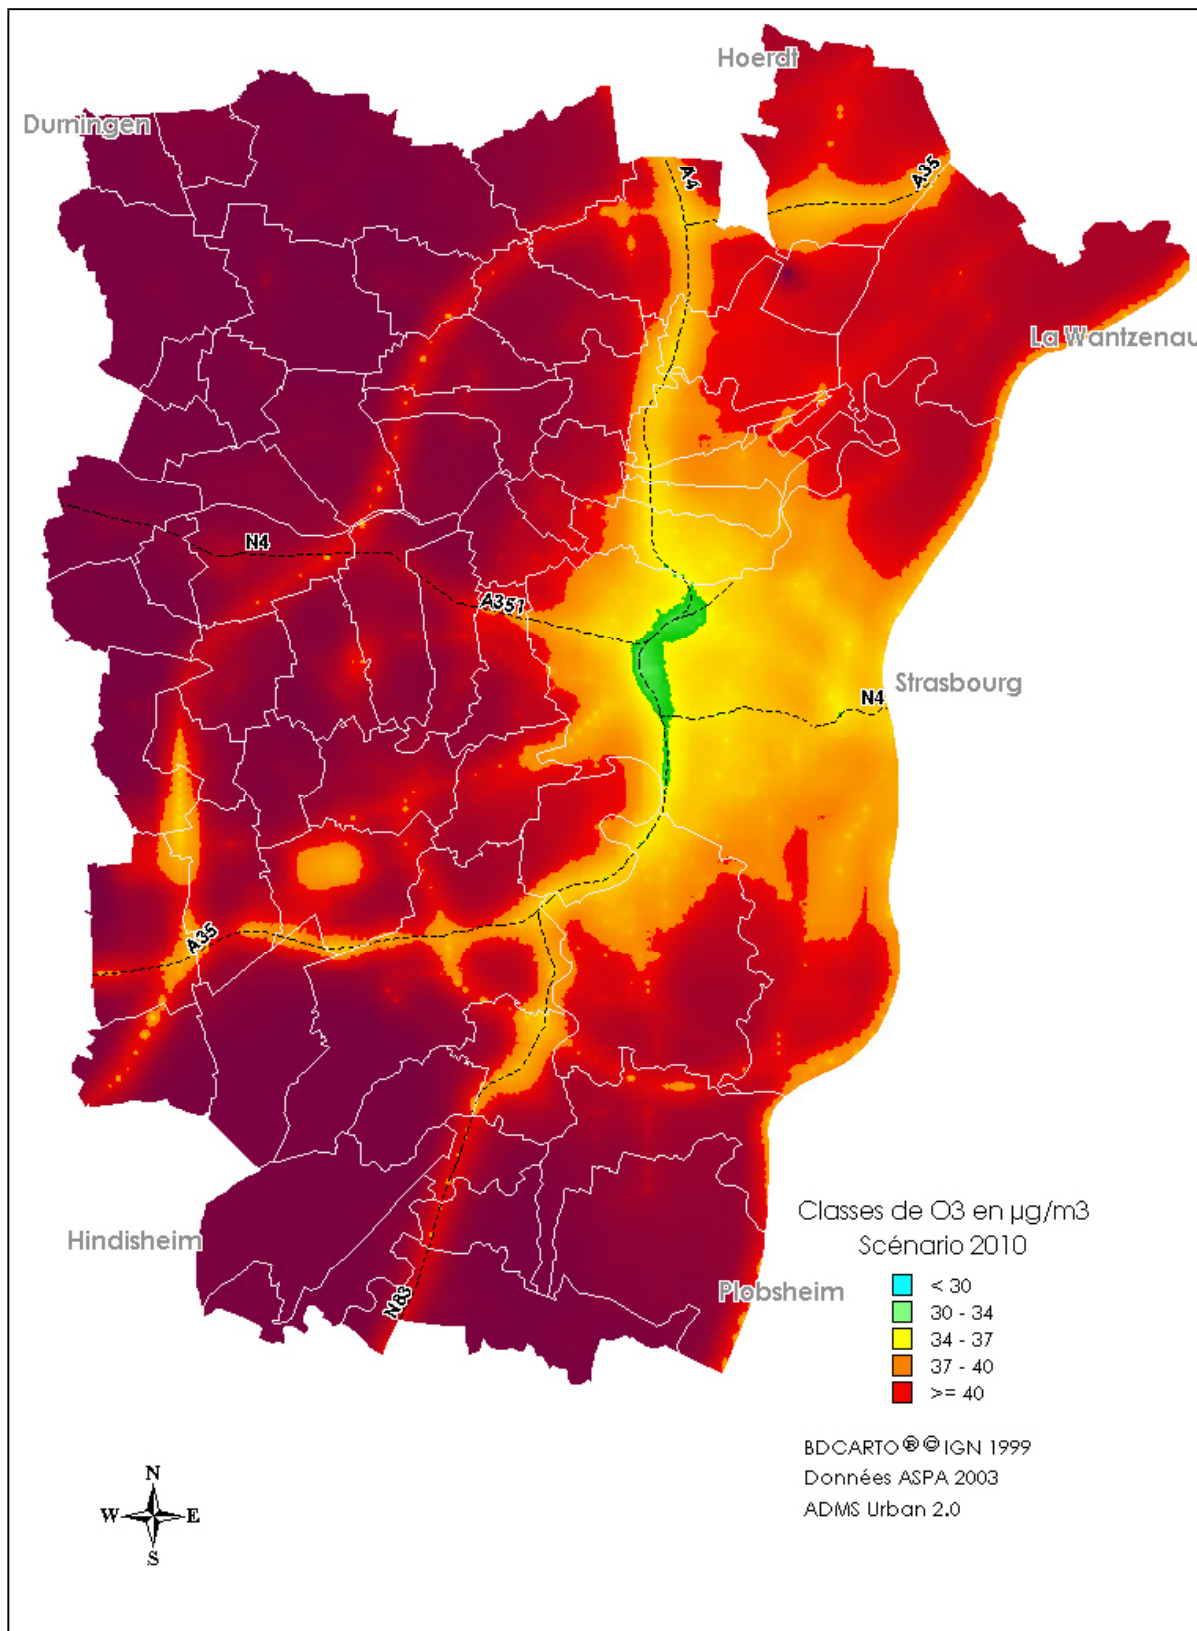 Hoerdt
Durningen
A4
A35
La Wantzenau
N4
A351
Strasbourg
N4
A35
Hindisheim
N83
Plobsheim
Classes de O3 en µg/m3
Scénario 2010
< 30
30 - 34
34 - 37
37 - 40
>= 40
BDCARTO®© IGN 1999
Données ASPA 2003
ADMS Urban 2.0
N
W E
S